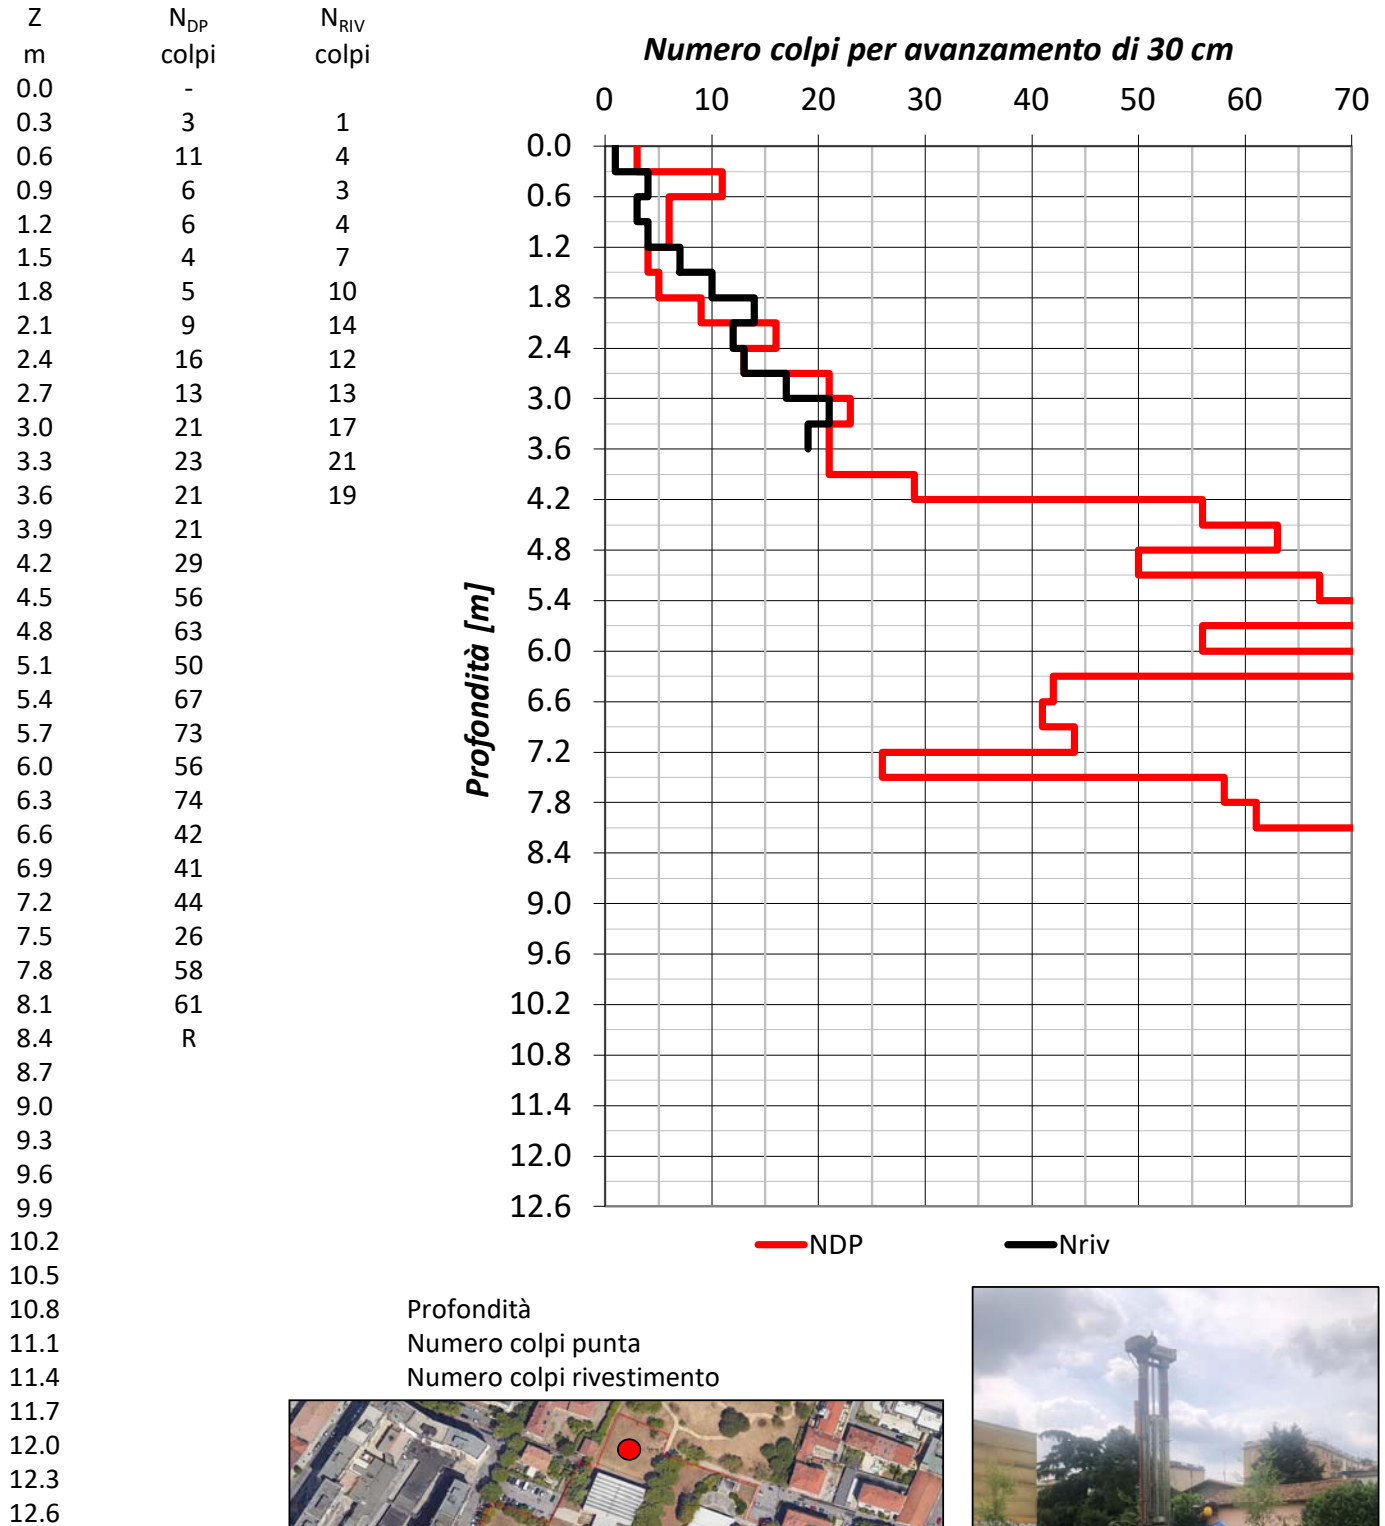 Z N_DP N_RIV
m colpi colpi
0.0 -
0.3 3 1
0.6 11 4
0.9 6 3
1.2 6 4
1.5 4 7
1.8 5 10
2.1 9 14
2.4 16 12
2.7 13 13
3.0 21 17
3.3 23 21
3.6 21 19
3.9 21
4.2 29
4.5 56
4.8 63
5.1 50
5.4 67
5.7 73
6.0 56
6.3 74
6.6 42
6.9 41
7.2 44
7.5 26
7.8 58
8.1 61
8.4 R
8.7
9.0
9.3
9.6
9.9
10.2
10.5
10.8
11.1
11.4
11.7
12.0
12.3
12.6
Numero colpi per avanzamento di 30 cm
0 10 20 30 40 50 60 70
Profondità [m]
0.0
0.6
1.2
1.8
2.4
3.0
3.6
4.2
4.8
5.4
6.0
6.6
7.2
7.8
8.4
9.0
9.6
10.2
10.8
11.4
12.0
12.6
NDP Nriv
Profondità
Numero colpi punta
Numero colpi rivestimento